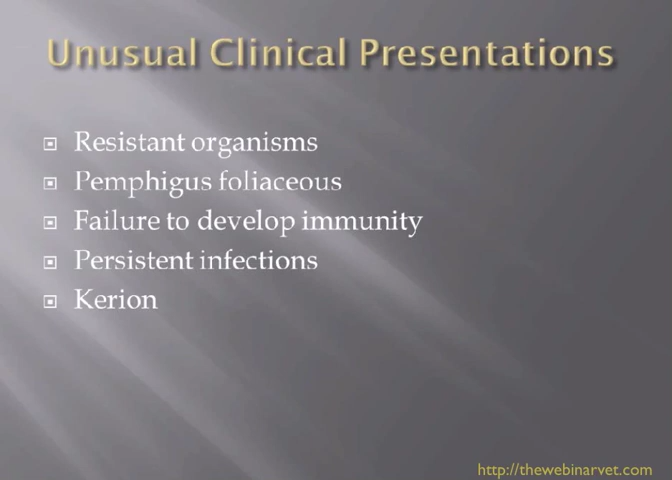 Unusual Clinical Presentations
Resistant organisms
Pemphigus foliaceous
Failure to develop immunity
Persistent infections
Kerion
http://thewebinarvet.com